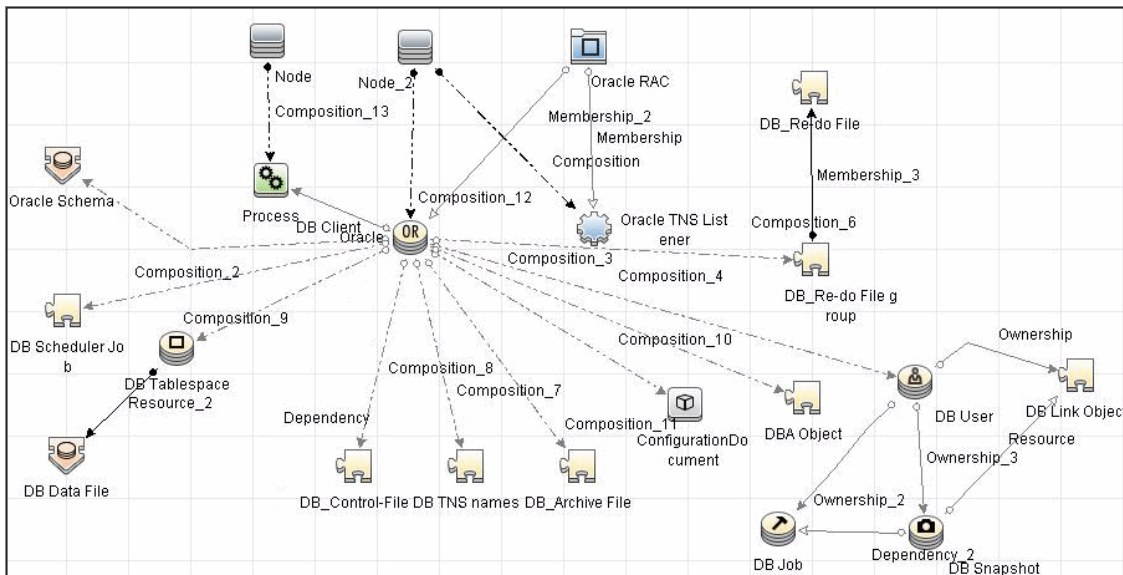 Node
Node_2
Oracle RAC
Composition_13
Membership_2
Membership
DB_Re-do File
Composition
Membership_3
Oracle Schema
Process
Composition_12
DB Client
Oracle
OR
Oracle TNS List
ener
Composition_6
Composition_2
Composition_3
Composition_4
DB_Re-do File g
roup
Composition_9
DB Scheduler Jo
b
Composition_10
Ownership
DB Tablespace
Resource_2
Composition_8
Composition_7
Dependency
Composition_11
ConfigurationDo
cument
DBA Object
DB User
DB Link Object
Resource
Ownership_3
DB Data File
DB_Control-File
DB TNS names
DB_Archive File
Ownership_2
DB Job
Dependency_2
DB Snapshot